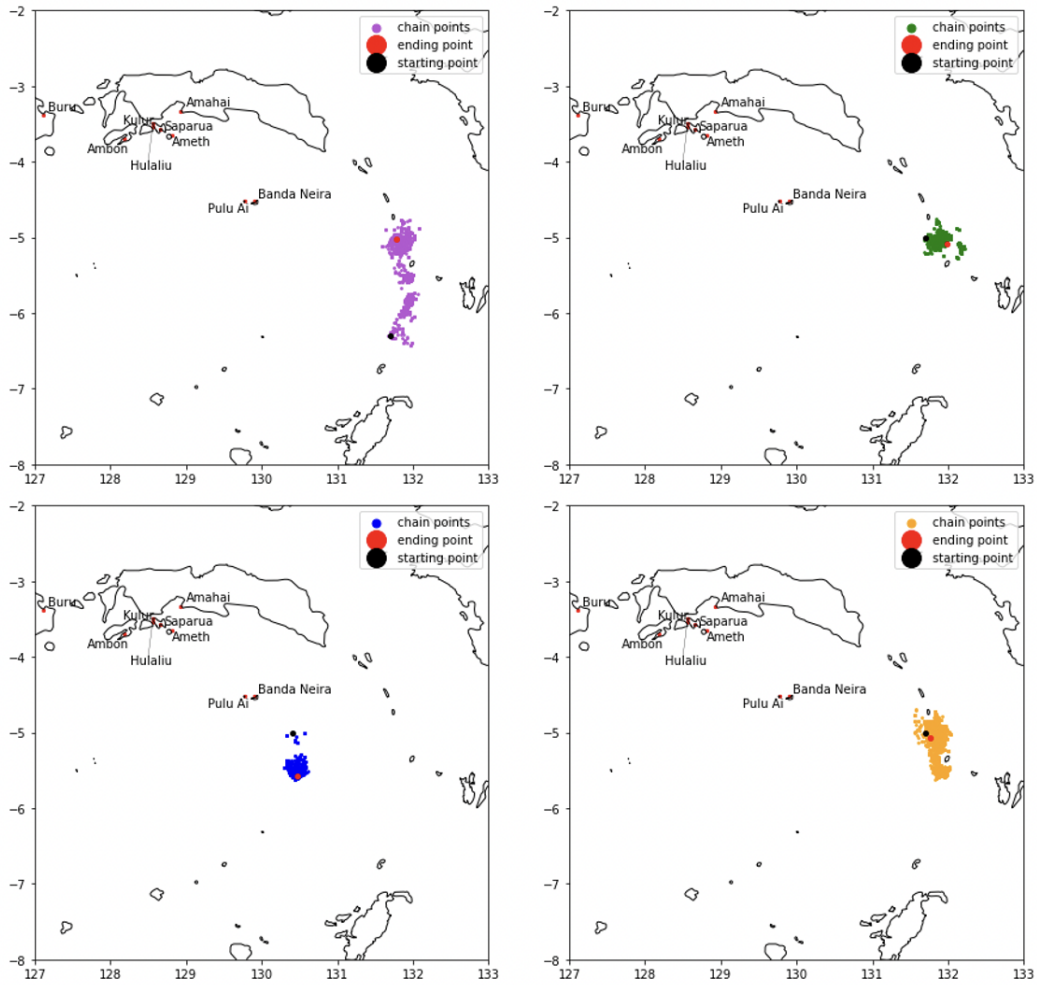 −2
−3
−4
−5
−6
−7
−8
127 128 129 130 131 132 133
chain points
ending point
starting point
Buru
Amahai
Kulur
Saparua
Ameth
Ambon
Hulaliu
Banda Neira
Pulu Ai
−2
−3
−4
−5
−6
−7
−8
127 128 129 130 131 132 133
chain points
ending point
starting point
Buru
Amahai
Kulur
Saparua
Ameth
Ambon
Hulaliu
Banda Neira
Pulu Ai
−2
−3
−4
−5
−6
−7
−8
127 128 129 130 131 132 133
chain points
ending point
starting point
Buru
Amahai
Kulur
Saparua
Ameth
Ambon
Hulaliu
Banda Neira
Pulu Ai
−2
−3
−4
−5
−6
−7
−8
127 128 129 130 131 132 133
chain points
ending point
starting point
Buru
Amahai
Kulur
Saparua
Ameth
Ambon
Hulaliu
Banda Neira
Pulu Ai